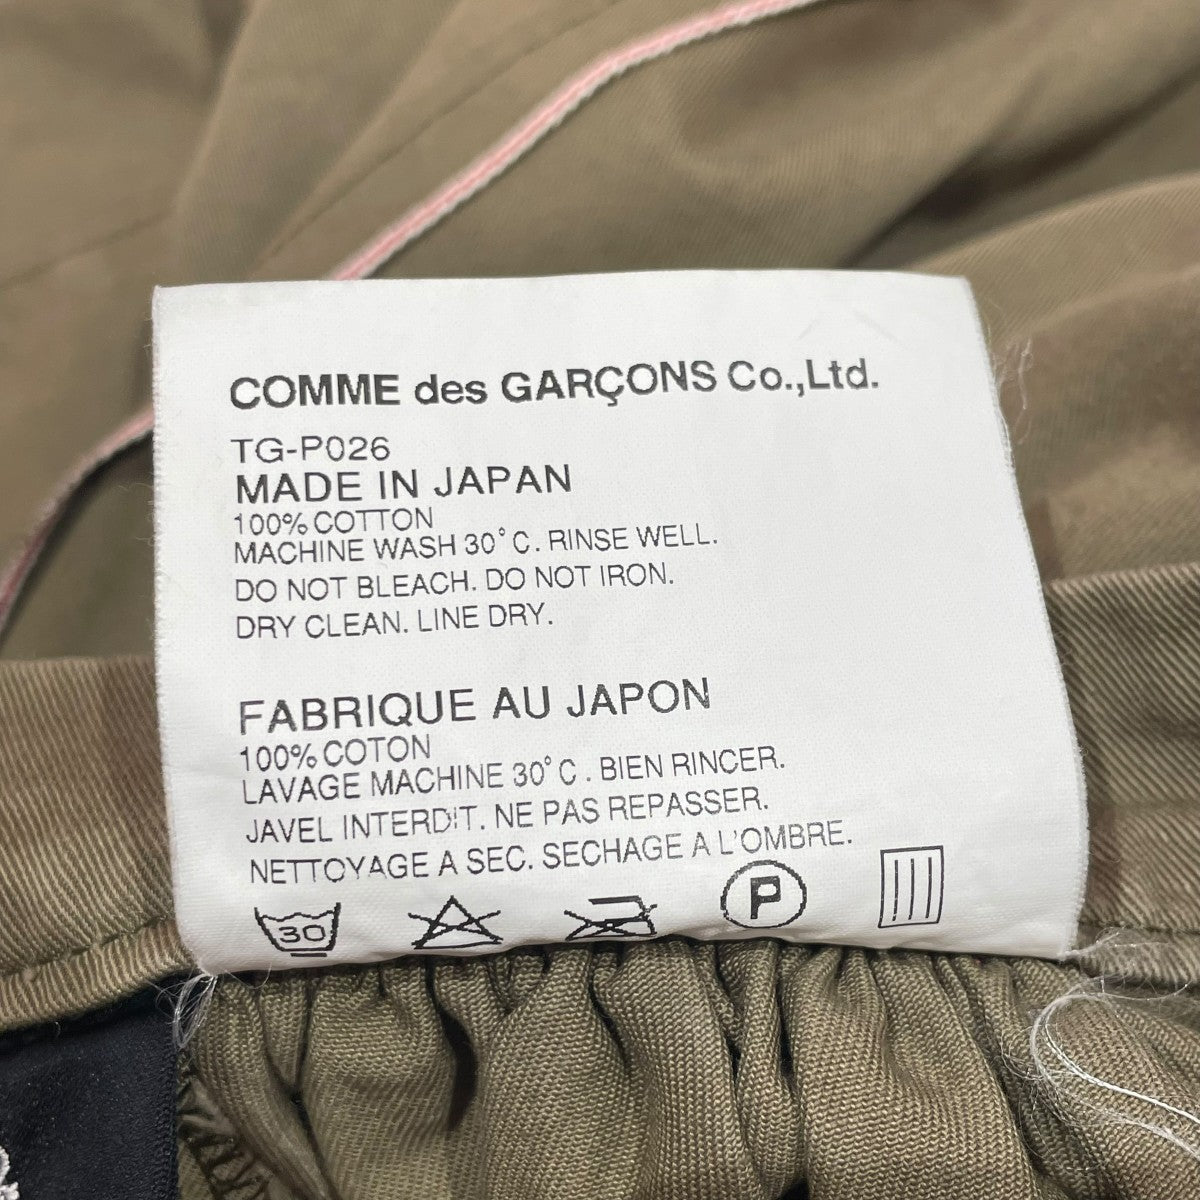 COMME des GARÇONS Co.,Ltd.
TG-P026
MADE IN JAPAN
100% COTTON
MACHINE WASH 30°C. RINSE WELL.
DO NOT BLEACH. DO NOT IRON.
DRY CLEAN. LINE DRY.
FABRIQUE AU JAPON
100% COTON
LAVAGE MACHINE 30°C. BIEN RINCER.
JAVEL INTERDIT. NE PAS REPASSER.
NETTOYAGE A SEC. SECHAGE A L'OMBRE.
30 P